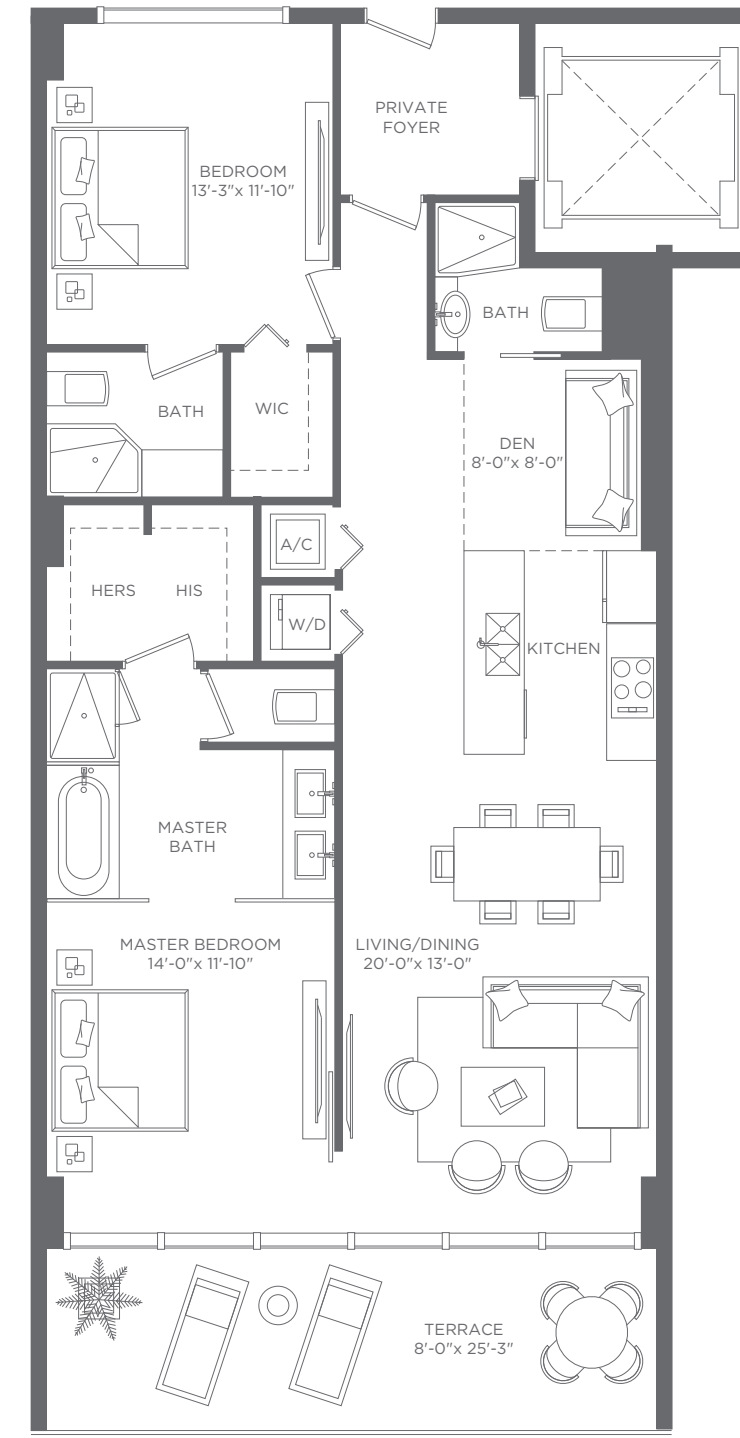 PRIVATE
FOYER
BEDROOM
13'-3"x 11'-10"
BATH
BATH
WIC
DEN
8'-0"x 8'-0"
A/C
HERS
HIS
W/D
KITCHEN
MASTER
BATH
MASTER BEDROOM
14'-0"x 11'-10"
LIVING/DINING
20'-0"x 13'-0"
TERRACE
8'-0"x 25'-3"